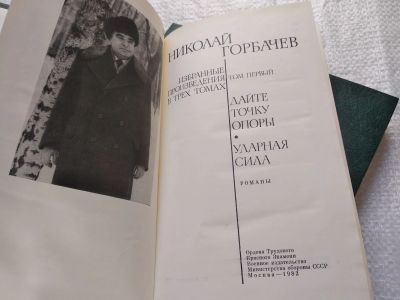 НИКОЛАЙ ГОРБАЧЕВ
ИЗБРАННЫЕ
ПРОИЗВЕДЕНИЯ
В ТРЕХ ТОМАХ
ТОМ ПЕРВЫЙ
ДАЙТЕ
ТОЧКУ
ОПОРЫ
•
УДАРНАЯ
СИЛА
РОМАНЫ
Ордена Трудового
Красного Знамени
Военное издательство
Министерства обороны СССР
Москва—1982